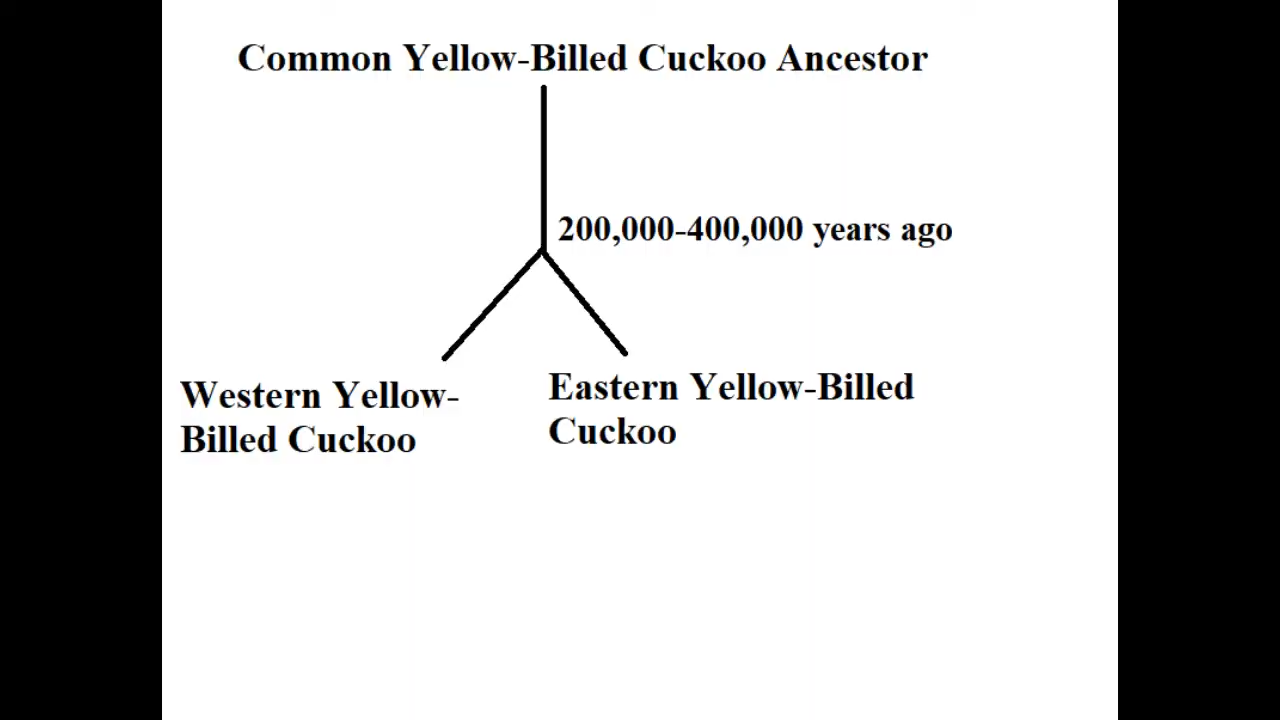 Common Yellow-Billed Cuckoo Ancestor
200,000-400,000 years ago
Western Yellow-
Billed Cuckoo
Eastern Yellow-Billed
Cuckoo